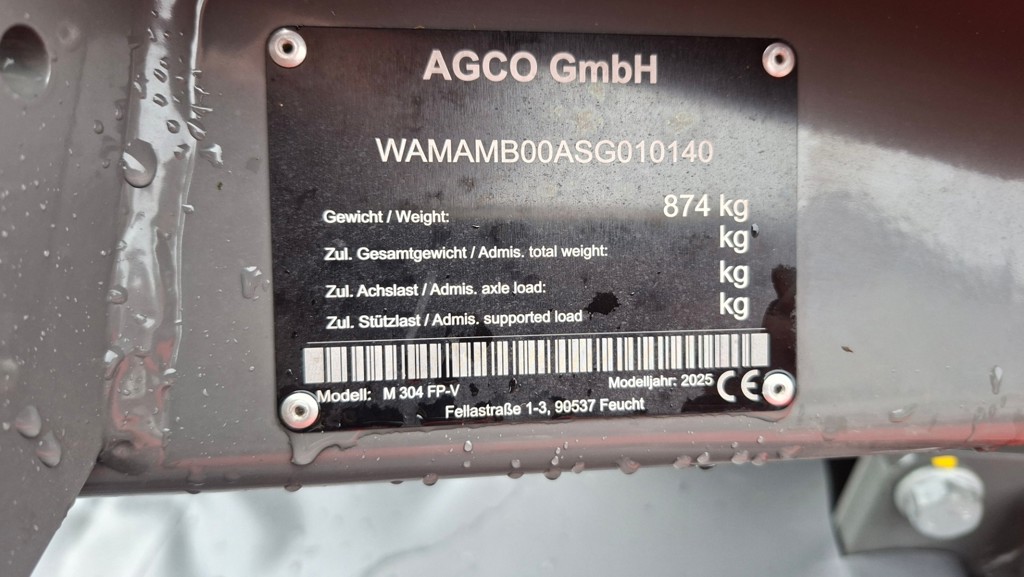 AGCO GmbH
WAMAMB00ASG010140
Gewicht / Weight: 874 kg
Zul. Gesamtgewicht / Admis. total weight: kg
Zul. Achslast / Admis. axle load: kg
Zul. Stützlast / Admis. supported load kg
Modell: M 304 FP-V Modelljahr: 2025 CE
Fellastraße 1-3, 90537 Feucht